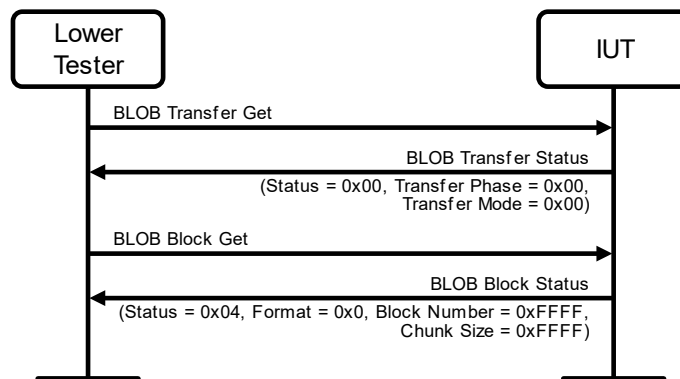 Lower
Tester
IUT
BLOB Transfer Get
BLOB Transfer Status
(Status = 0x00, Transfer Phase = 0x00,
Transfer Mode = 0x00)
BLOB Block Get
BLOB Block Status
(Status = 0x04, Format = 0x0, Block Number = 0xFFFF,
Chunk Size = 0xFFFF)